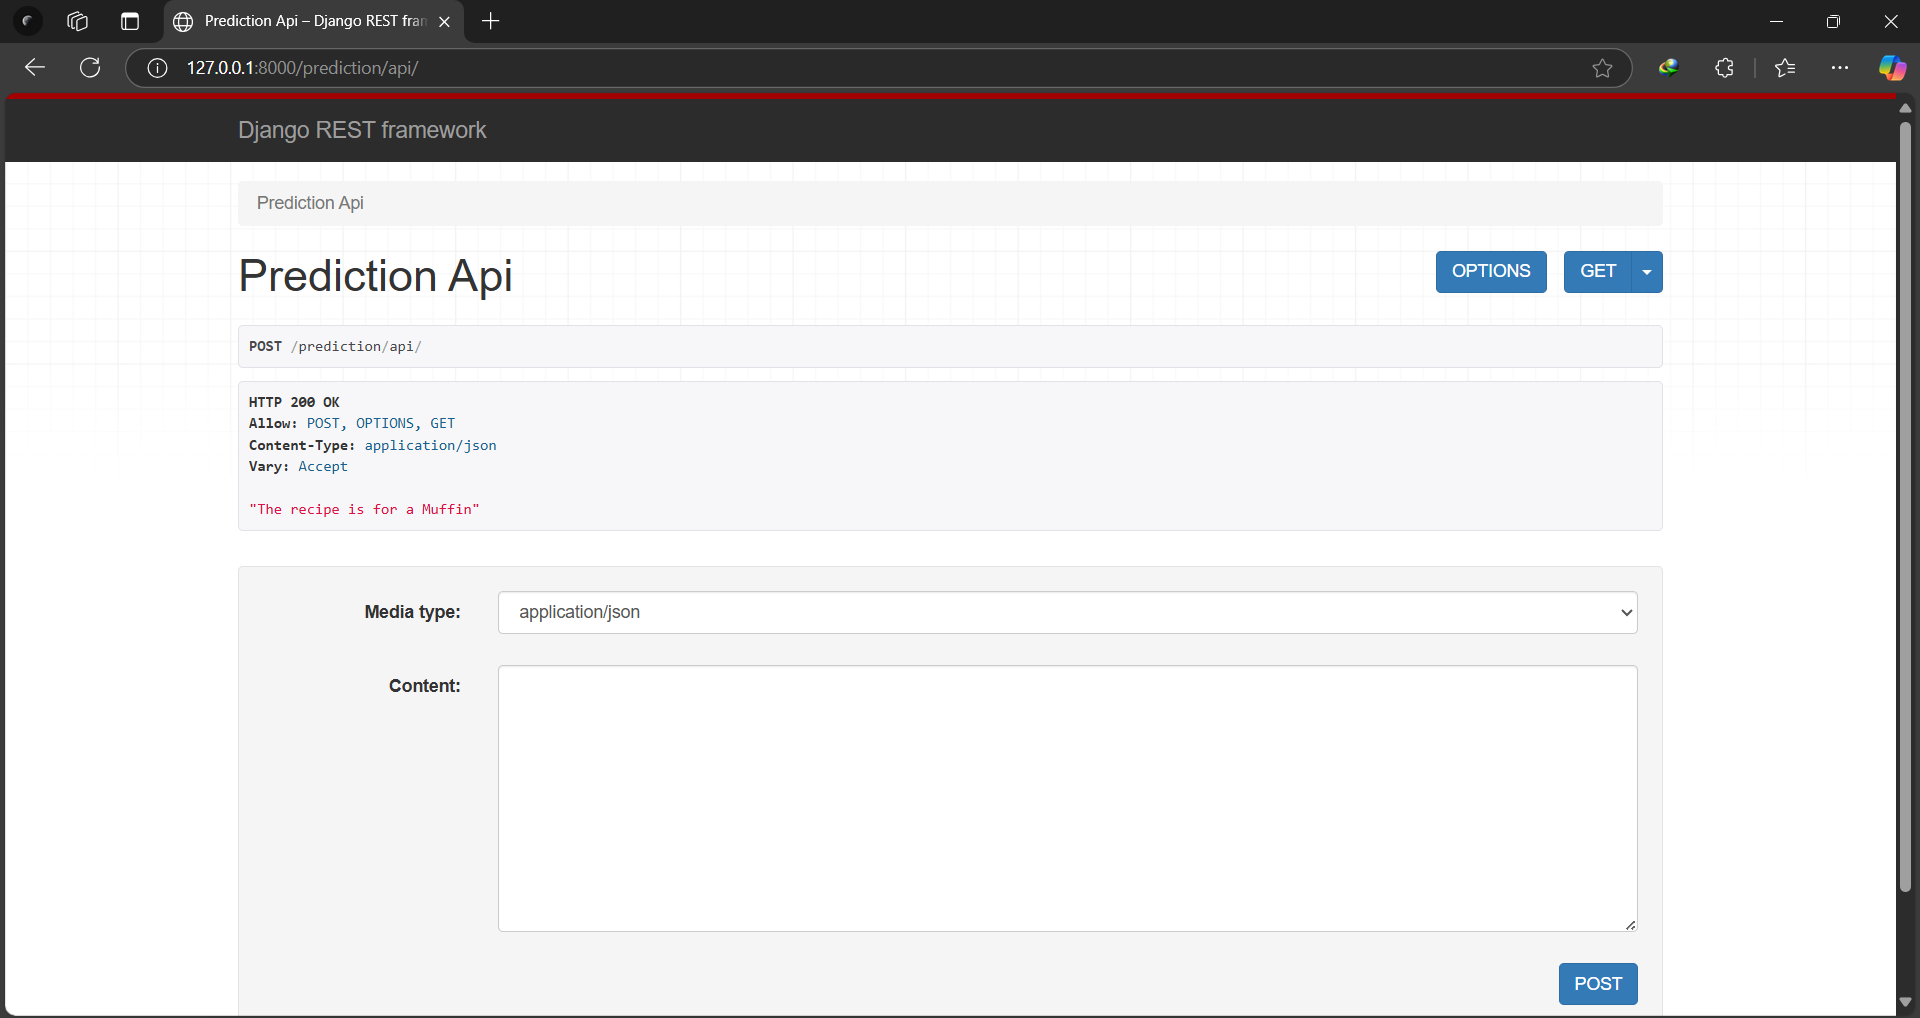 Prediction Api – Django REST fran
127.0.0.1:8000/prediction/api/
Django REST framework
Prediction Api
Prediction Api
OPTIONS
GET
POST /prediction/api/
HTTP 200 OK
Allow: POST, OPTIONS, GET
Content-Type: application/json
Vary: Accept
"The recipe is for a Muffin"
Media type:
application/json
Content:
POST